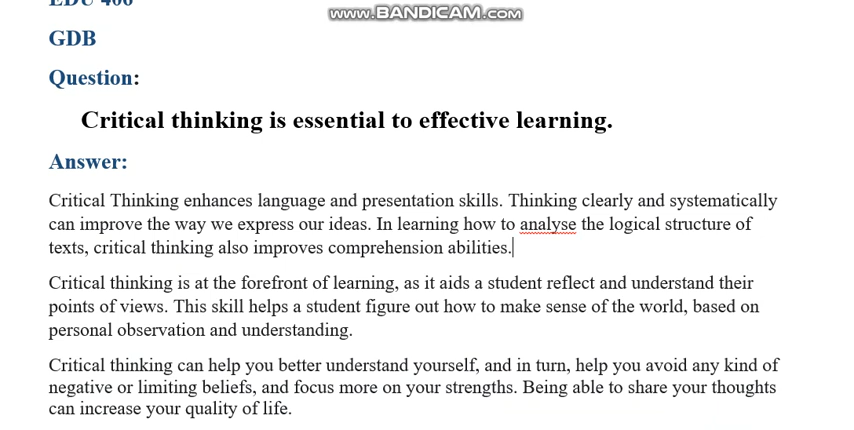 www.BANDICAM.com
EDU 406
GDB
Question:
Critical thinking is essential to effective learning.
Answer:
Critical Thinking enhances language and presentation skills. Thinking clearly and systematically
can improve the way we express our ideas. In learning how to analyse the logical structure of
texts, critical thinking also improves comprehension abilities.
Critical thinking is at the forefront of learning, as it aids a student reflect and understand their
points of views. This skill helps a student figure out how to make sense of the world, based on
personal observation and understanding.
Critical thinking can help you better understand yourself, and in turn, help you avoid any kind of
negative or limiting beliefs, and focus more on your strengths. Being able to share your thoughts
can increase your quality of life.